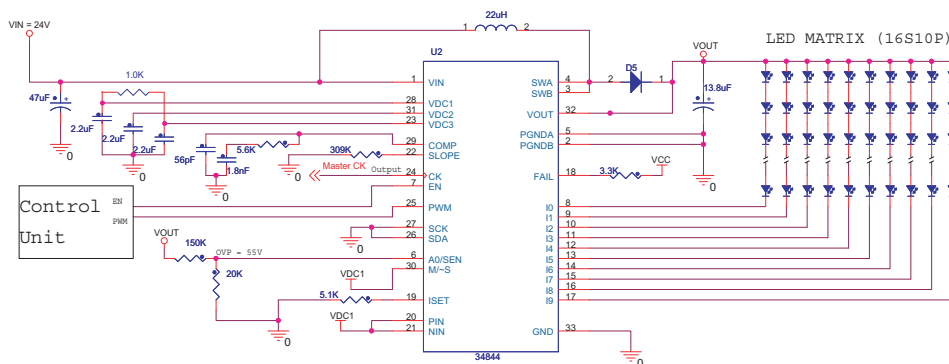 22uH
1 2
VIN = 24V
VOUT
LED MATRIX (16S10P)
U2
1.0K
D5
1 VIN
SWA 4
SWB 3
2 1
47uF
13.8uF
28 VDC1
31 VDC2
23 VDC3
VOUT 32
2.2uF
2.2uF
2.2uF
PGNDA 5
PGNDB 2
56pF
1.8nF
5.6K
309K
29 COMP
22 SLOPE
0
0
0
0
0
Master CK
Output
24 CK
7 EN
FAIL 18
3.3K
VCC
Control
Unit
EN
PWM
25 PWM
I0 8
I1 9
I2 10
I3 11
I4 12
I5 13
I6 14
I7 15
I8 16
I9 17
27 SCK
26 SDA
0
VOUT
150K
OVP = 55V
20K
6 A0/SEN
30 M/~S
VDC1
5.1K
19 ISET
VDC1
20 PIN
21 NIN
0
GND 33
0
34844